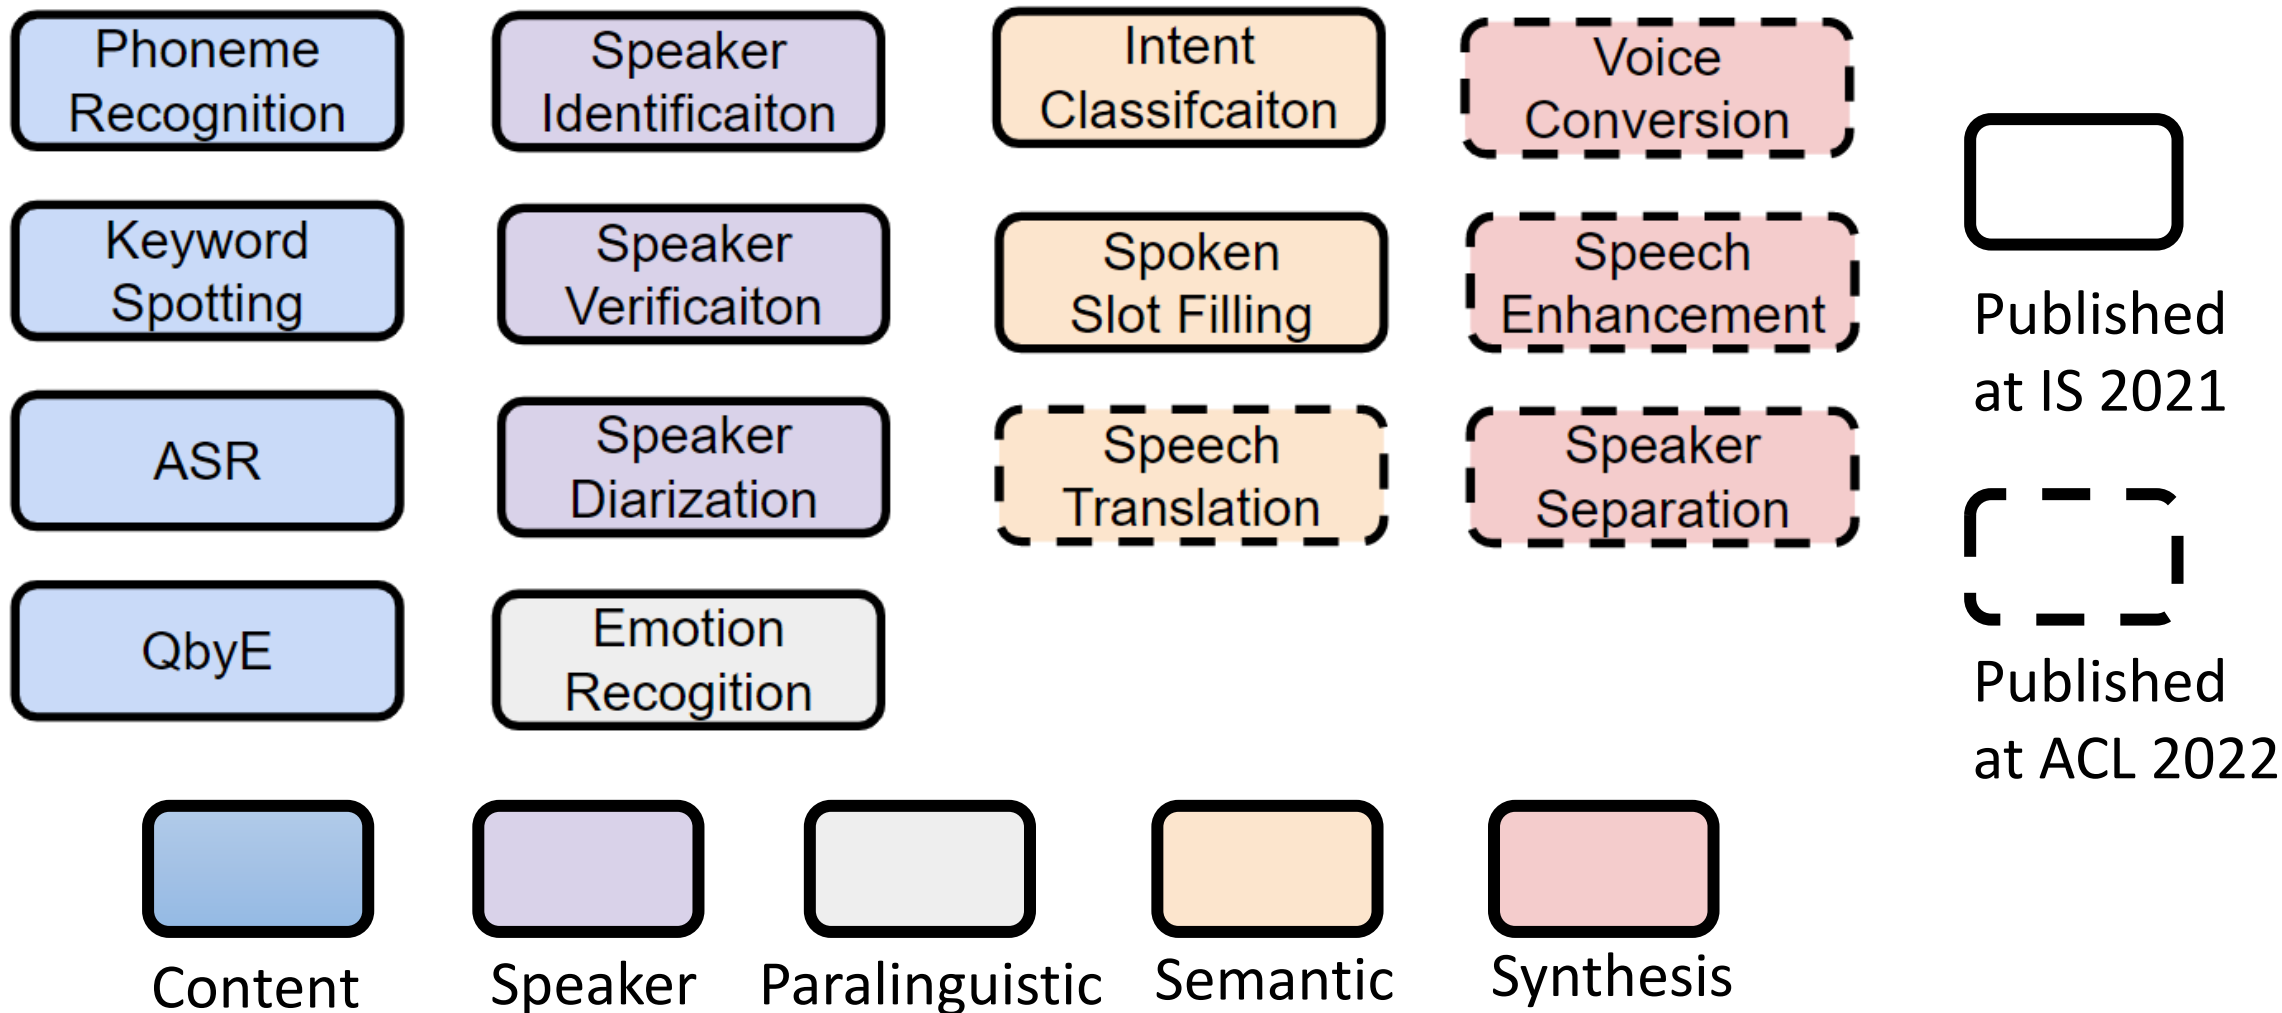 Phoneme
Recognition
Speaker
Identificaiton
Intent
Classifcaiton
Voice
Conversion
Keyword
Spotting
Speaker
Verificaiton
Spoken
Slot Filling
Speech
Enhancement
ASR
Speaker
Diarization
Speech
Translation
Speaker
Separation
QbyE
Emotion
Recogition
Published
at IS 2021
Published
at ACL 2022
Content
Speaker
Paralinguistic
Semantic
Synthesis